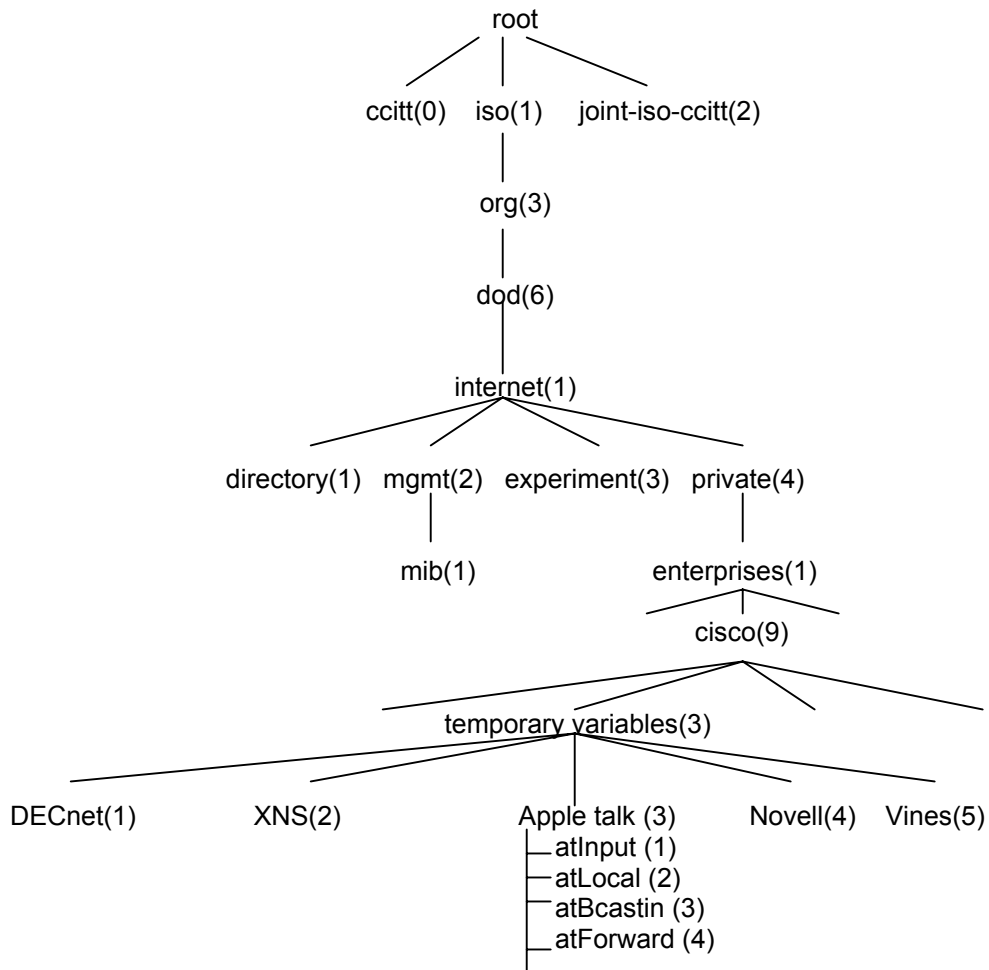 root
ccitt(0) iso(1) joint-iso-ccitt(2)
org(3)
dod(6)
internet(1)
directory(1) mgmt(2) experiment(3) private(4)
mib(1) enterprises(1)
cisco(9)
temporary variables(3)
DECnet(1) XNS(2) Apple talk (3) Novell(4) Vines(5)
atInput (1)
atLocal (2)
atBcastin (3)
atForward (4)